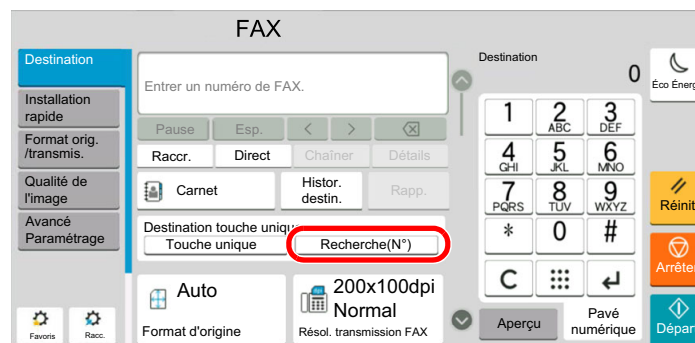 FAX
Destination
Installation
rapide
Format orig.
/transmis.
Qualité de
l'image
Avancé
Paramétrage
Favoris
Racc.
Entrer un numéro de FAX.
Pause
Esp.
<
>
Raccr.
Direct
Chaîner
Détails
Carnet
Histor.
destin.
Rapp.
Destination touche uniqu
Touche
unique
Recherche(N°)
Auto
Format d'origine
200x100dpi
Normal
Résol. transmission FAX
Destination
0
1
2
ABC
3
DEF
4
GHI
5
JKL
6
MNO
7
PQRS
8
TUV
9
WXYZ
*
0
#
C
Aperçu
Pavé
numérique
Éco Énerg
Réinit
Arrêter
Départ